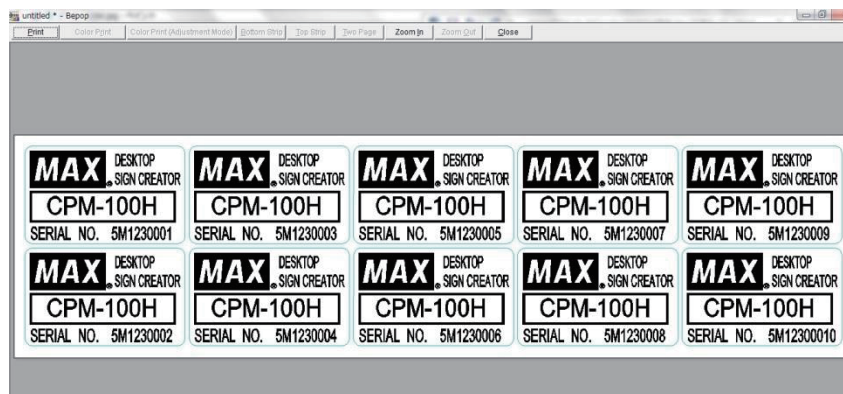 untitled * - Bepop
Print Color Print Color Print (Adjustment Mode) Bottom Strip Top Strip Two Page Zoom In Zoom Out Close
MAX DESKTOP SIGN CREATOR
CPM-100H
SERIAL NO. 5M1230001
MAX DESKTOP SIGN CREATOR
CPM-100H
SERIAL NO. 5M1230003
MAX DESKTOP SIGN CREATOR
CPM-100H
SERIAL NO. 5M1230005
MAX DESKTOP SIGN CREATOR
CPM-100H
SERIAL NO. 5M1230007
MAX DESKTOP SIGN CREATOR
CPM-100H
SERIAL NO. 5M1230009
MAX DESKTOP SIGN CREATOR
CPM-100H
SERIAL NO. 5M1230002
MAX DESKTOP SIGN CREATOR
CPM-100H
SERIAL NO. 5M1230004
MAX DESKTOP SIGN CREATOR
CPM-100H
SERIAL NO. 5M1230006
MAX DESKTOP SIGN CREATOR
CPM-100H
SERIAL NO. 5M1230008
MAX DESKTOP SIGN CREATOR
CPM-100H
SERIAL NO. 5M12300010